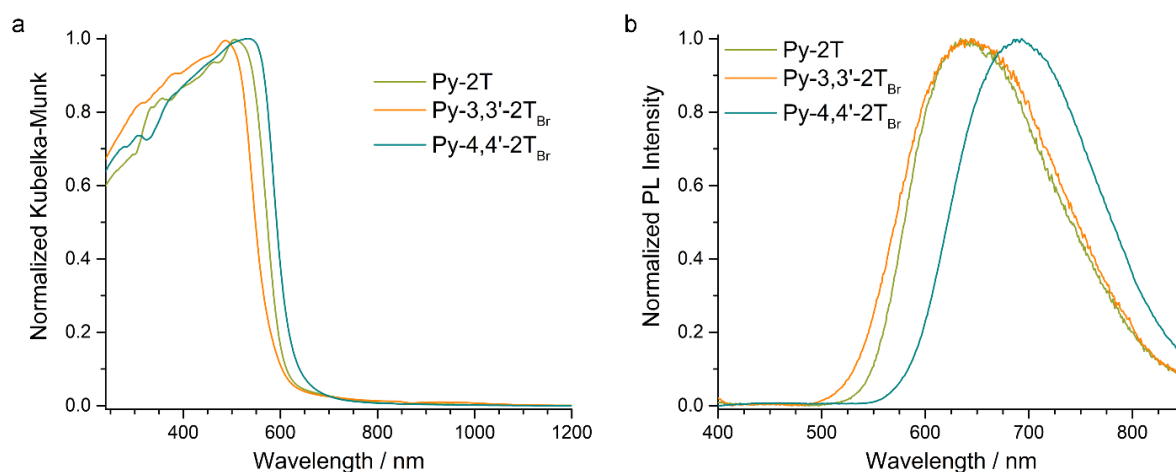 a
Normalized Kubelka-Munk
1.0
0.8
0.6
0.4
0.2
0.0
400
600
800
1000
1200
Wavelength / nm
Py-2T
Py-3,3'-2TBr
Py-4,4'-2TBr
b
Normalized PL Intensity
1.0
0.8
0.6
0.4
0.2
0.0
400
500
600
700
800
Wavelength / nm
Py-2T
Py-3,3'-2TBr
Py-4,4'-2TBr